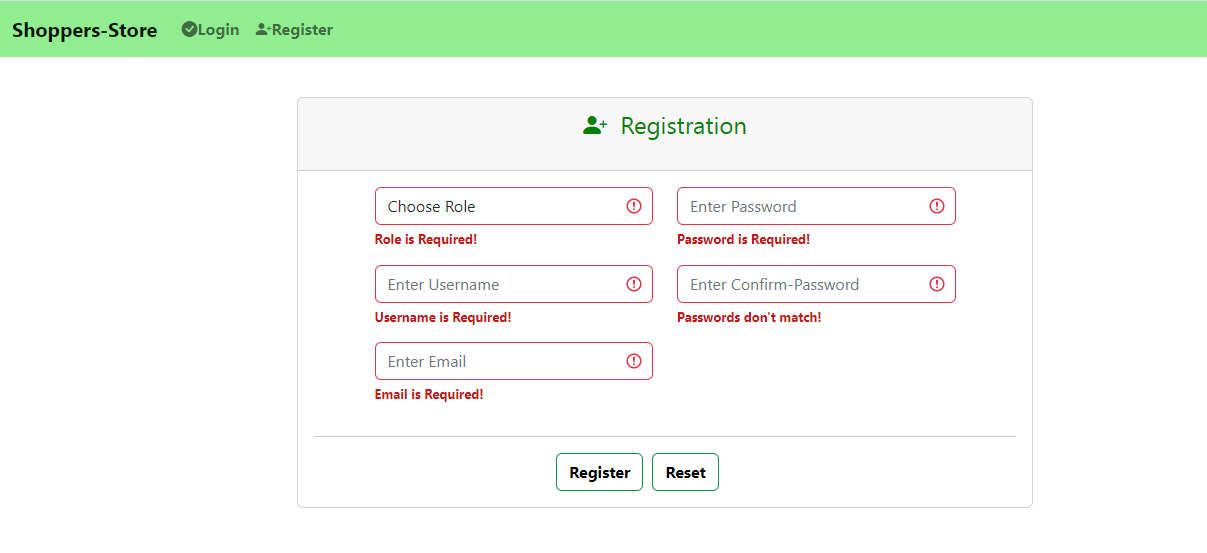 Shoppers-Store Login Register
Registration
Choose Role
Role is Required!
Enter Password
Password is Required!
Enter Username
Username is Required!
Enter Confirm-Password
Passwords don't match!
Enter Email
Email is Required!
Register Reset